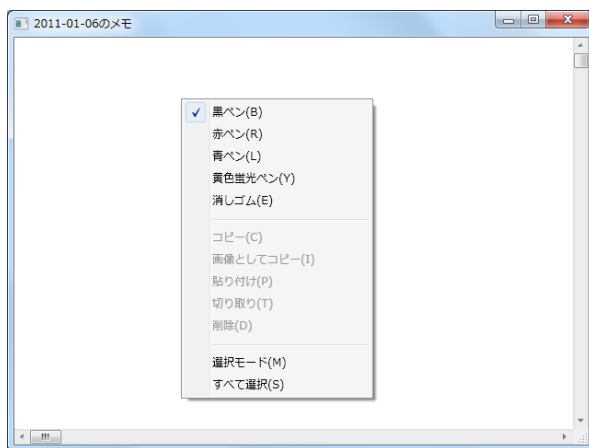 2011-01-06のメモ
黒ペン(B)
赤ペン(R)
青ペン(L)
黄色蛍光ペン(Y)
消しゴム(E)
コピー(C)
画像としてコピー(I)
貼り付け(P)
切り取り(T)
削除(D)
選択モード(M)
すべて選択(S)